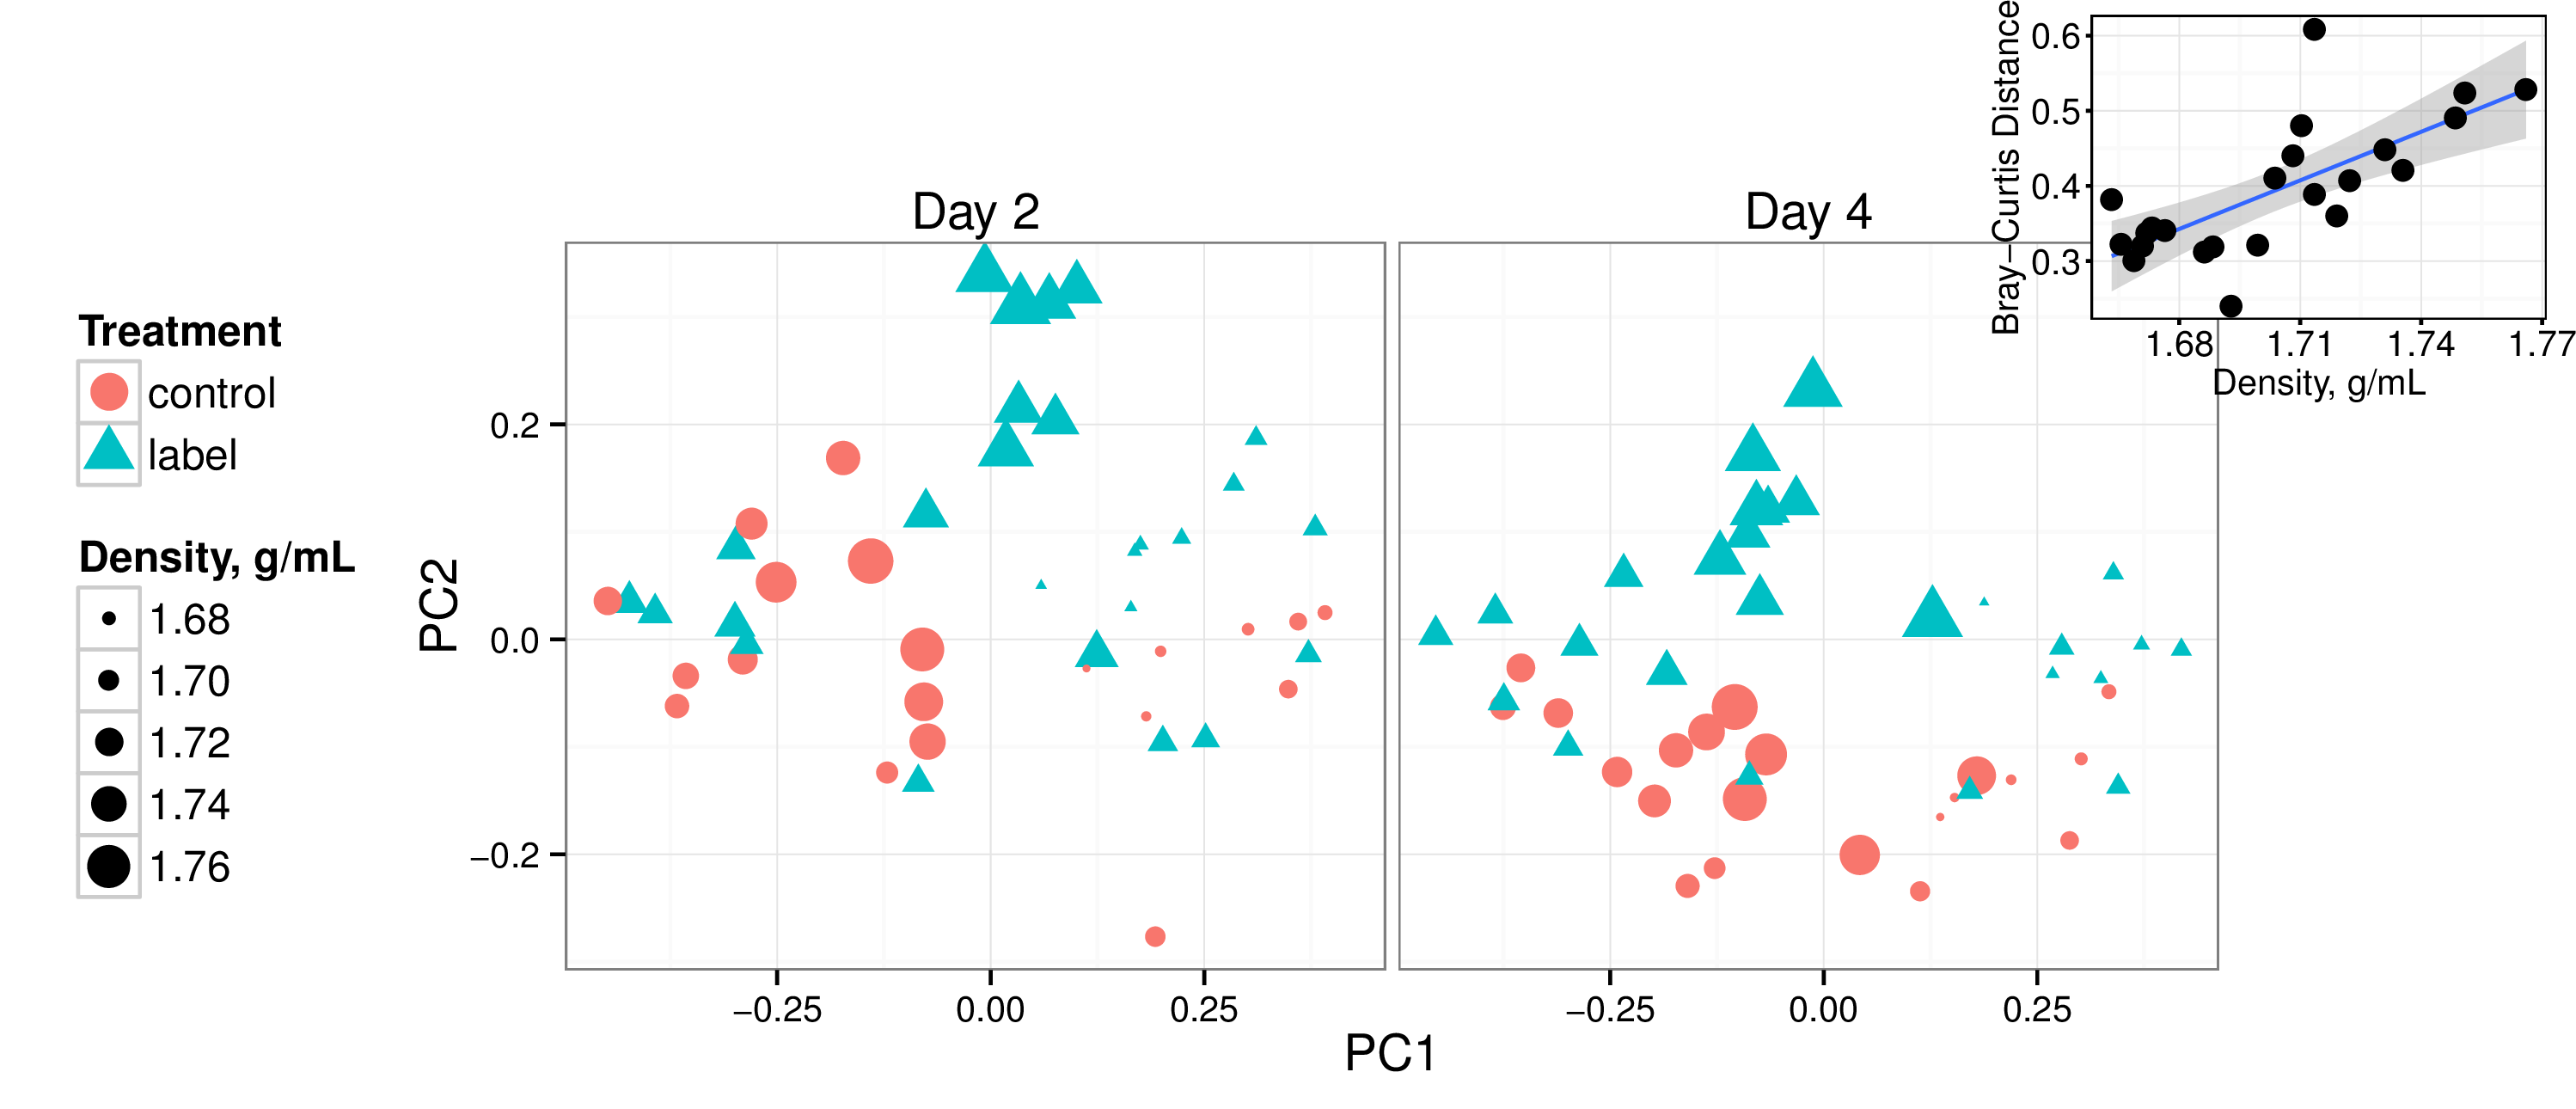 Treatment
control
label
Density, g/mL
1.68
1.70
1.72
1.74
1.76
Day 2
Day 4
PC2
0.2
0.0
−0.2
−0.25
0.00
0.25
−0.25
0.00
0.25
PC1
Bray−Curtis Distance
0.6
0.5
0.4
0.3
1.68
1.71
1.74
1.77
Density, g/mL